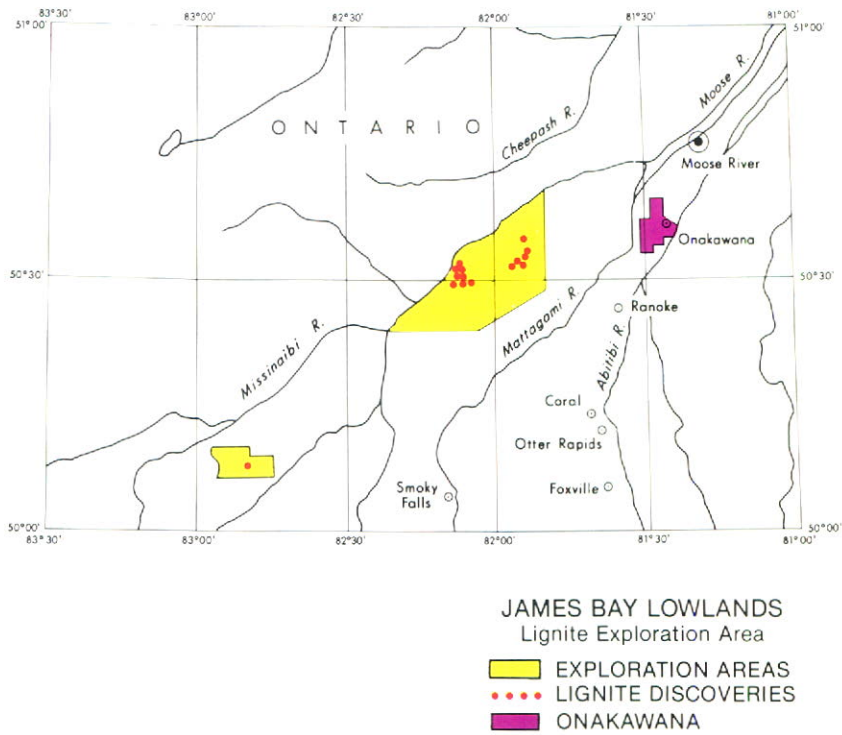 83°30' 83°00' 82°30' 82°00' 81°30' 81°00'
51°00' 51°00'
Moose R.
ONTARIO
Cheepash R.
Moose River
Onakawana
50°30' 50°30'
Ranoke
Mattagami R.
Missinaibi R.
Abitibi R.
Coral
Otter Rapids
Smoky
Falls
Foxville
50°00' 50°00'
83°30' 83°00' 82°30' 82°00' 81°30' 81°00'
JAMES BAY LOWLANDS
Lignite Exploration Area
EXPLORATION AREAS
LIGNITE DISCOVERIES
ONAKAWANA